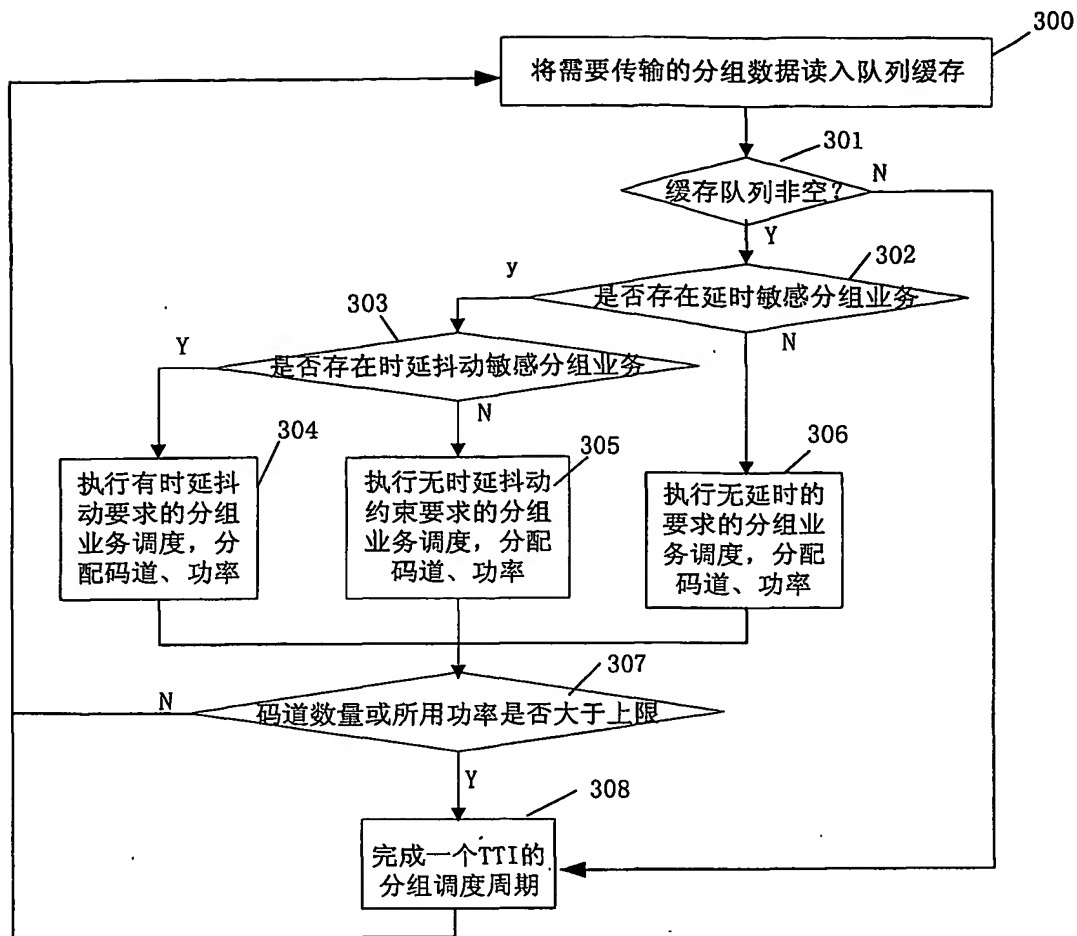 300
将需要传输的分组数据读入队列缓存
301
缓存队列非空?
N
Y
302
y
是否存在延时敏感分组业务
303
Y
是否存在时延抖动敏感分组业务
N
N
304
执行有时延抖
动要求的分组
业务调度，分
配码道、功率
305
执行无时延抖动
约束要求的分组
业务调度，分配
码道、功率
306
执行无延时的
要求的分组业
务调度，分配
码道、功率
307
N
码道数量或所用功率是否大于上限
Y
308
完成一个TTI的
分组调度周期